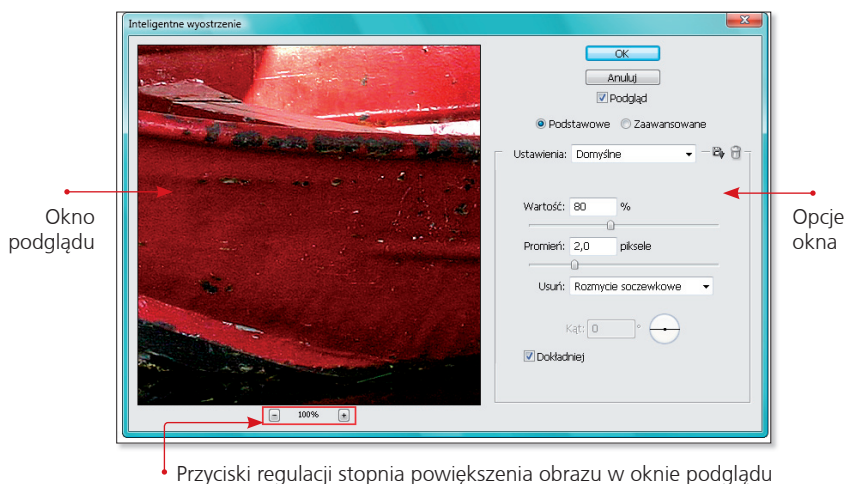 Inteligentne wyostrzenie
OK
Anuluj
Podgląd
Podstawowe Zaawansowane
Ustawienia: Domyślne
Wartość: 80 %
Promień: 2,0 piksele
Usuń: Rozmycie soczewkowe
Kąt: 0 °
Dokładniej
100%
Okno
podglądu
Opcje
okna
Przyciski regulacji stopnia powiększenia obrazu w oknie podglądu